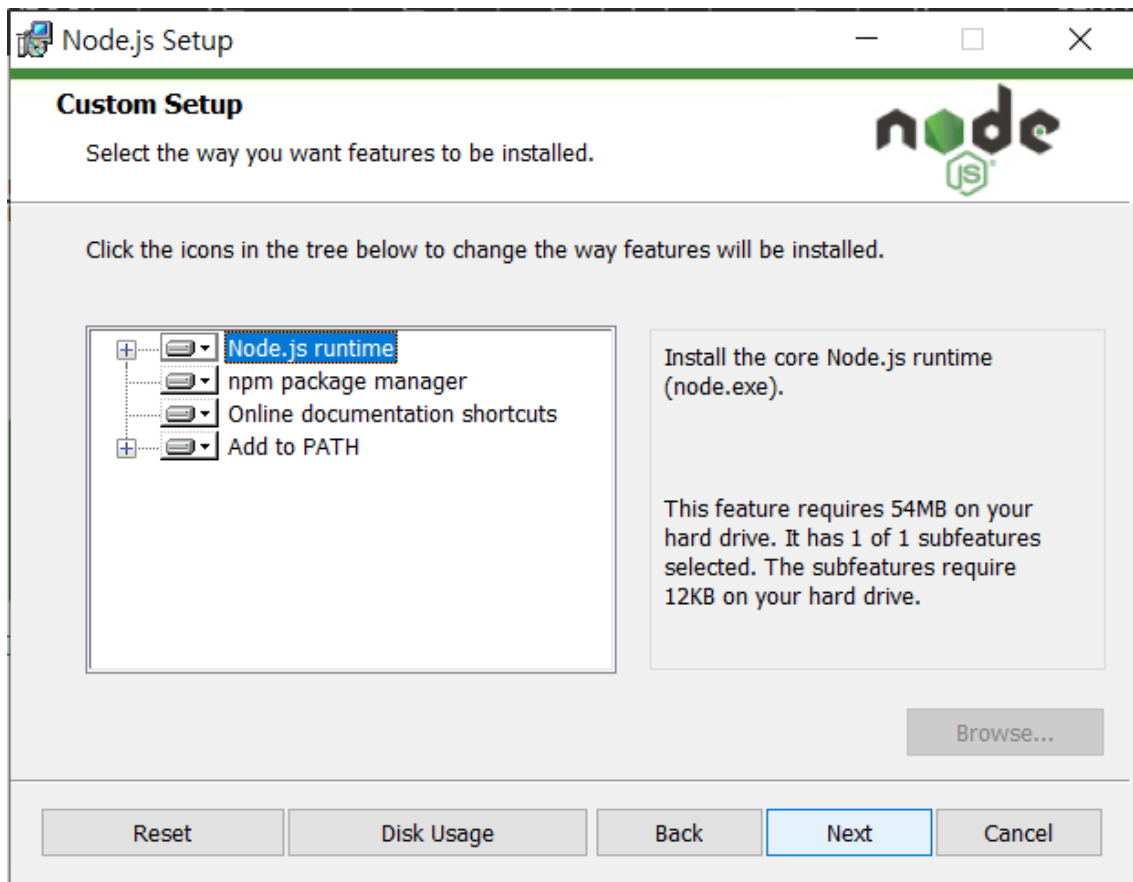 Node.js Setup
Custom Setup
Select the way you want features to be installed.
node
JS
Click the icons in the tree below to change the way features will be installed.
Node.js runtime
npm package manager
Online documentation shortcuts
Add to PATH
Install the core Node.js runtime
(node.exe).
This feature requires 54MB on your
hard drive. It has 1 of 1 subfeatures
selected. The subfeatures require
12KB on your hard drive.
Browse...
Reset
Disk Usage
Back
Next
Cancel